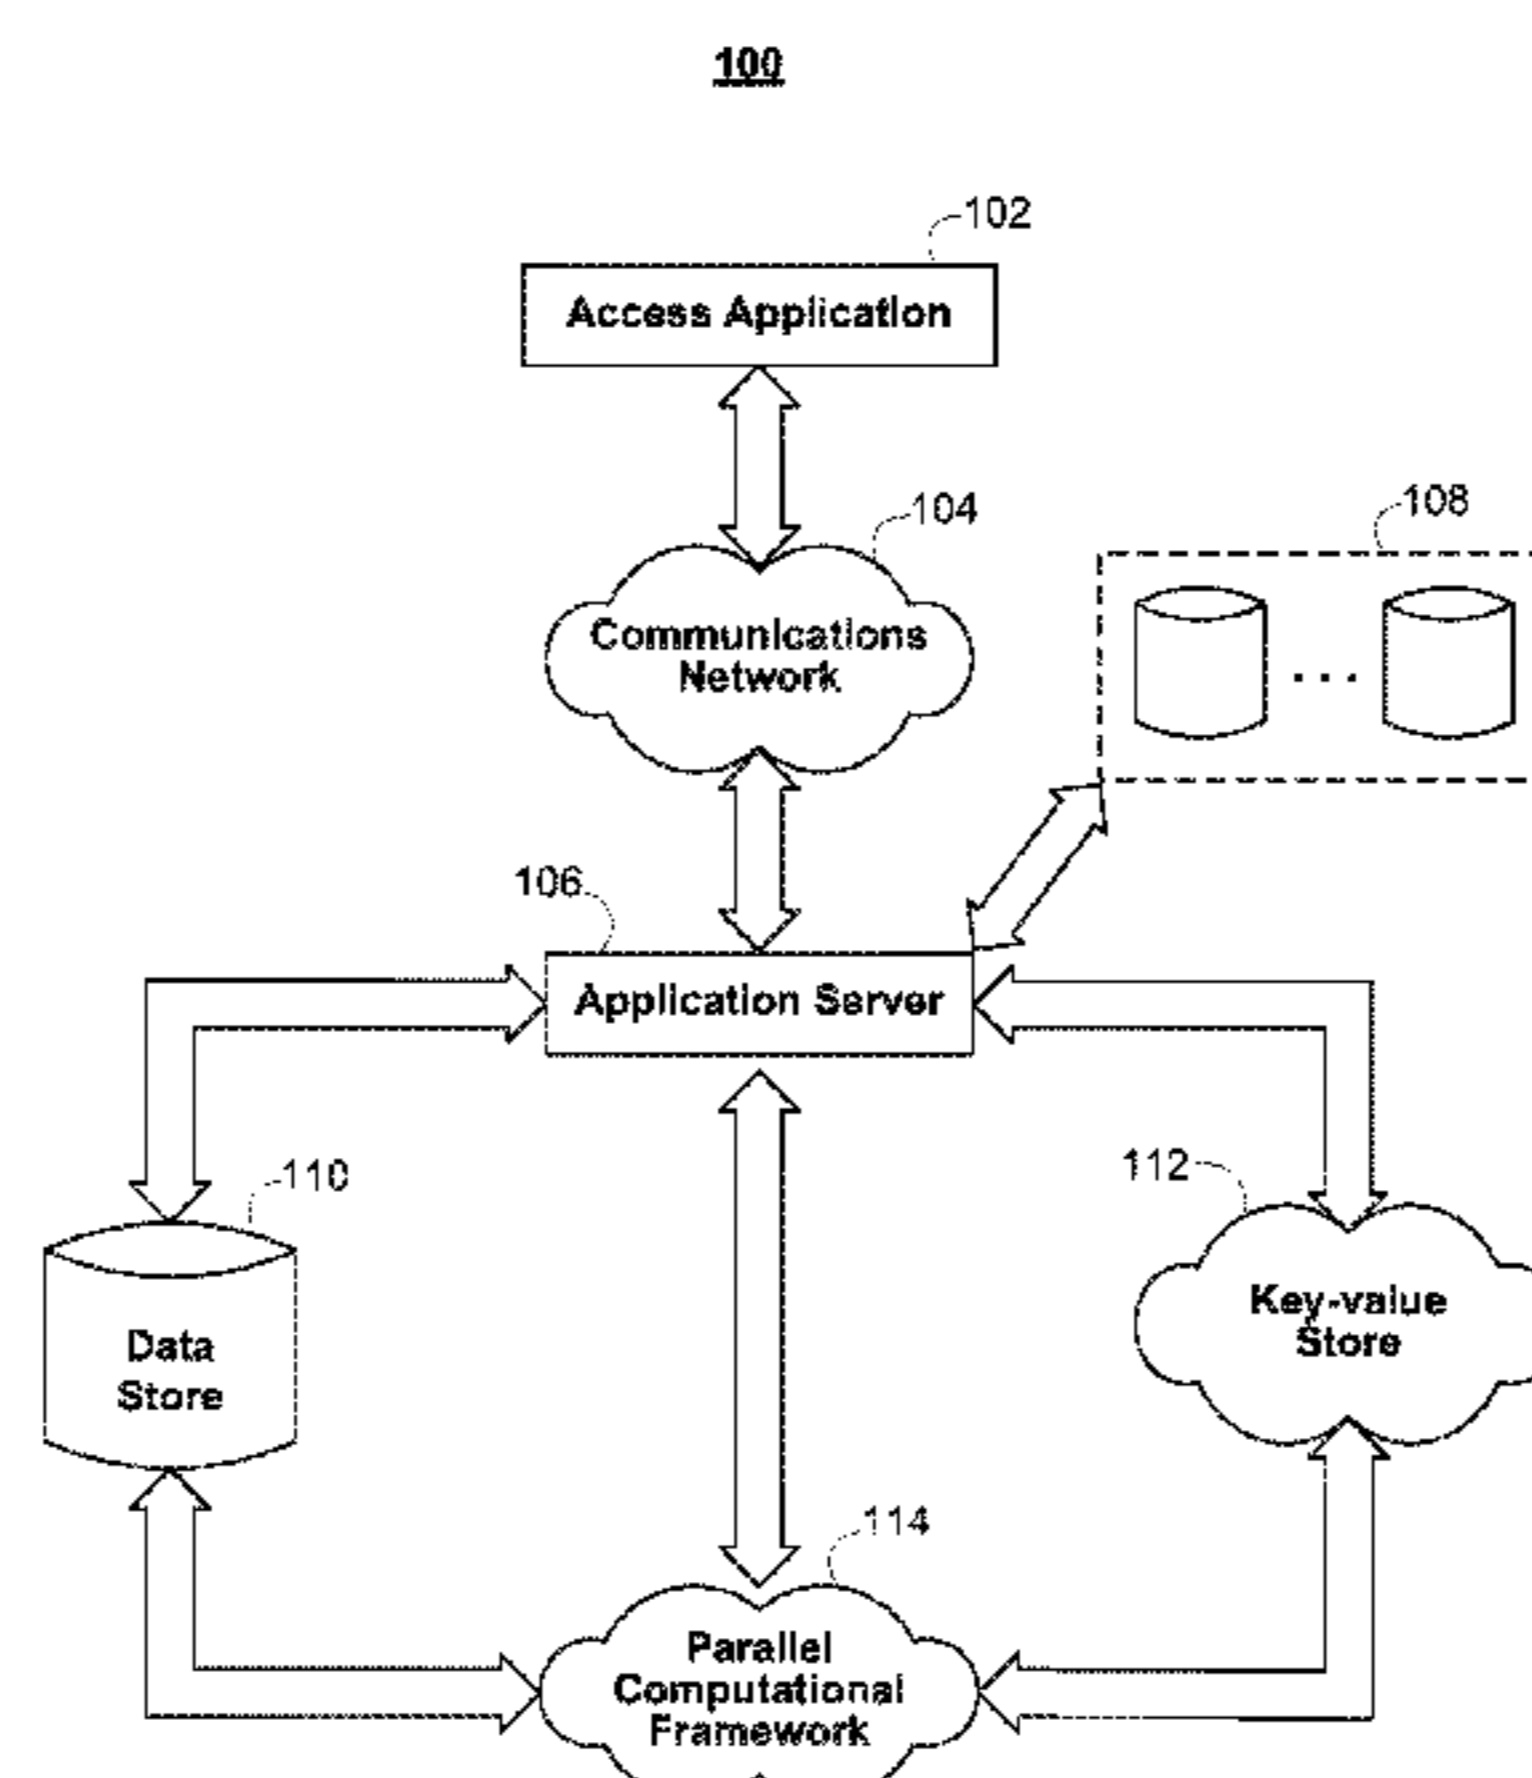 100
102
Access Application
104
108
Communications
Network
. . .
106
Application Server
110
112
Data
Store
Key-value
Store
114
Parallel
Computational
Framework